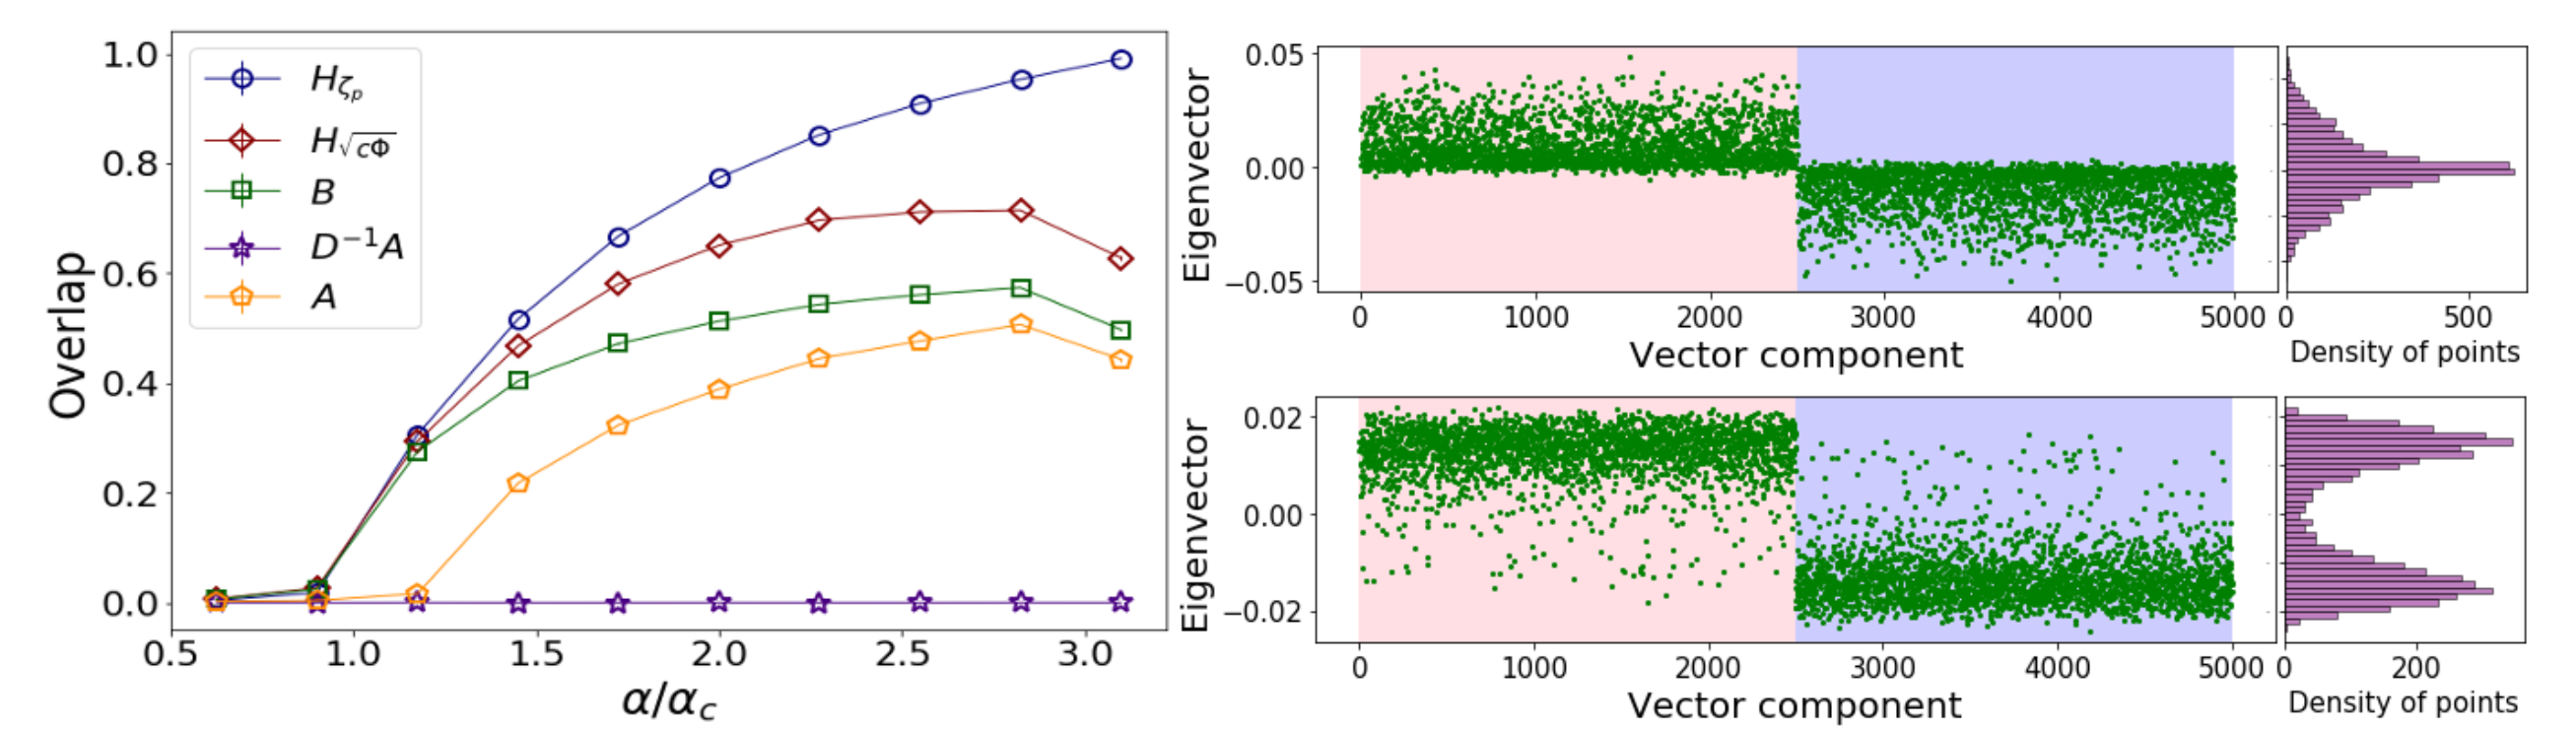 Overlap
1.0
0.8
0.6
0.4
0.2
0.0
H_{ζ_p}
H_{√cΦ}
B
D^{−1}A
A
0.5 1.0 1.5 2.0 2.5 3.0
α/α_c
Eigenvector
0.05
0.00
−0.05
0 1000 2000 3000 4000 5000
Vector component
0 500
Density of points
Eigenvector
0.02
0.00
−0.02
0 1000 2000 3000 4000 5000
Vector component
0 200
Density of points